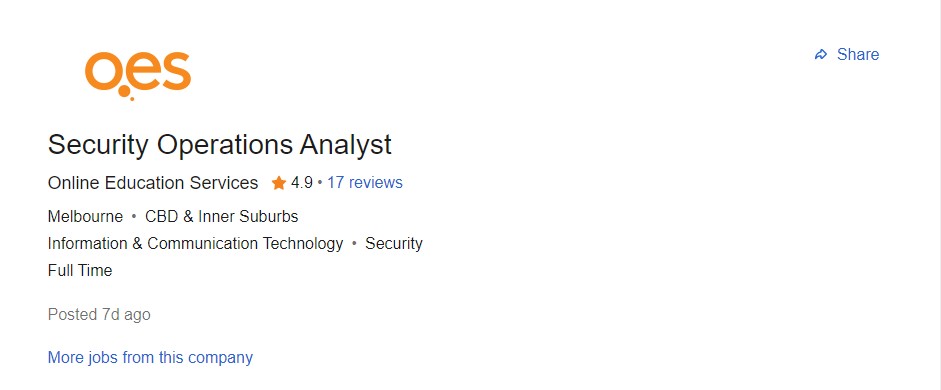 oes
Share
Security Operations Analyst
Online Education Services 4.9 • 17 reviews
Melbourne • CBD & Inner Suburbs
Information & Communication Technology • Security
Full Time
Posted 7d ago
More jobs from this company